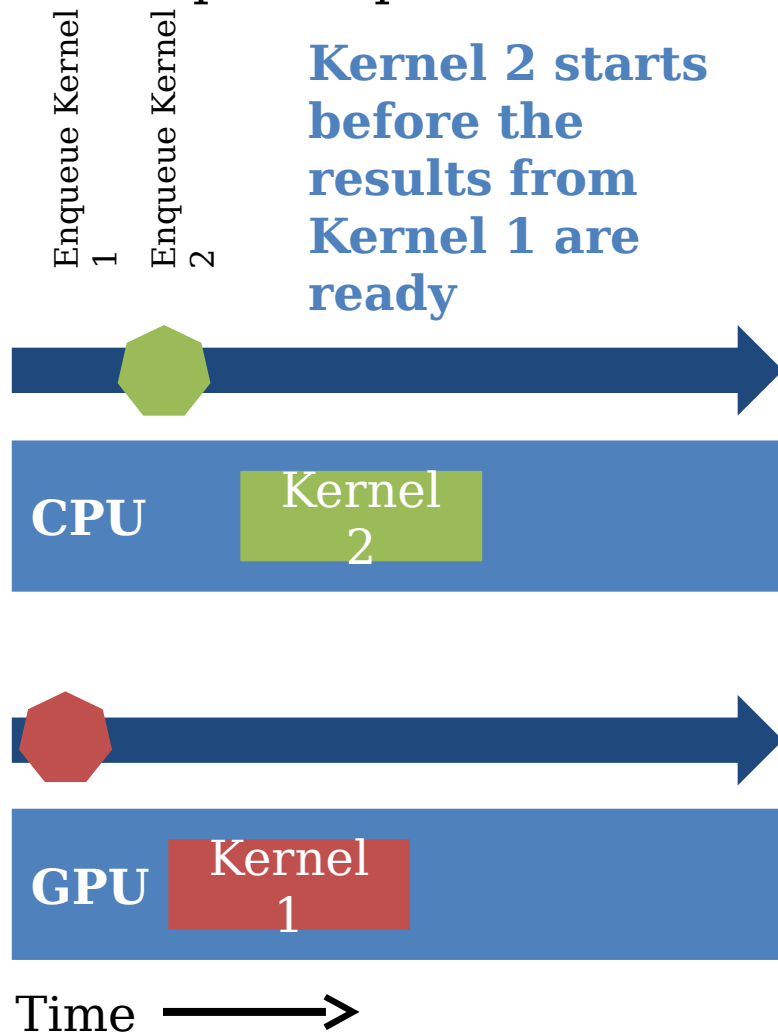 Enqueue Kernel
1
Enqueue Kernel
2
Kernel 2 starts
before the
results from
Kernel 1 are
ready
CPU
Kernel
2
GPU
Kernel
1
Time